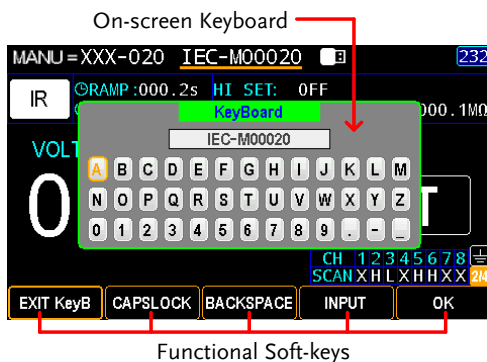 On-screen Keyboard
MANU=XXX-020 IEC-M00020 232
IR RAMP:000.2s HI SET: OFF
KeyBoard 000.1MΩ
IEC-M00020
VOLT
A B C D E F G H I J K L M
N O P Q R S T U V W X Y Z
0 1 2 3 4 5 6 7 8 9 . - _
0 T
CH 1 2 3 4 5 6 7 8
SCAN X H L X H H X X 2/4
EXIT KeyB CAPSLOCK BACKSPACE INPUT OK
Functional Soft-keys